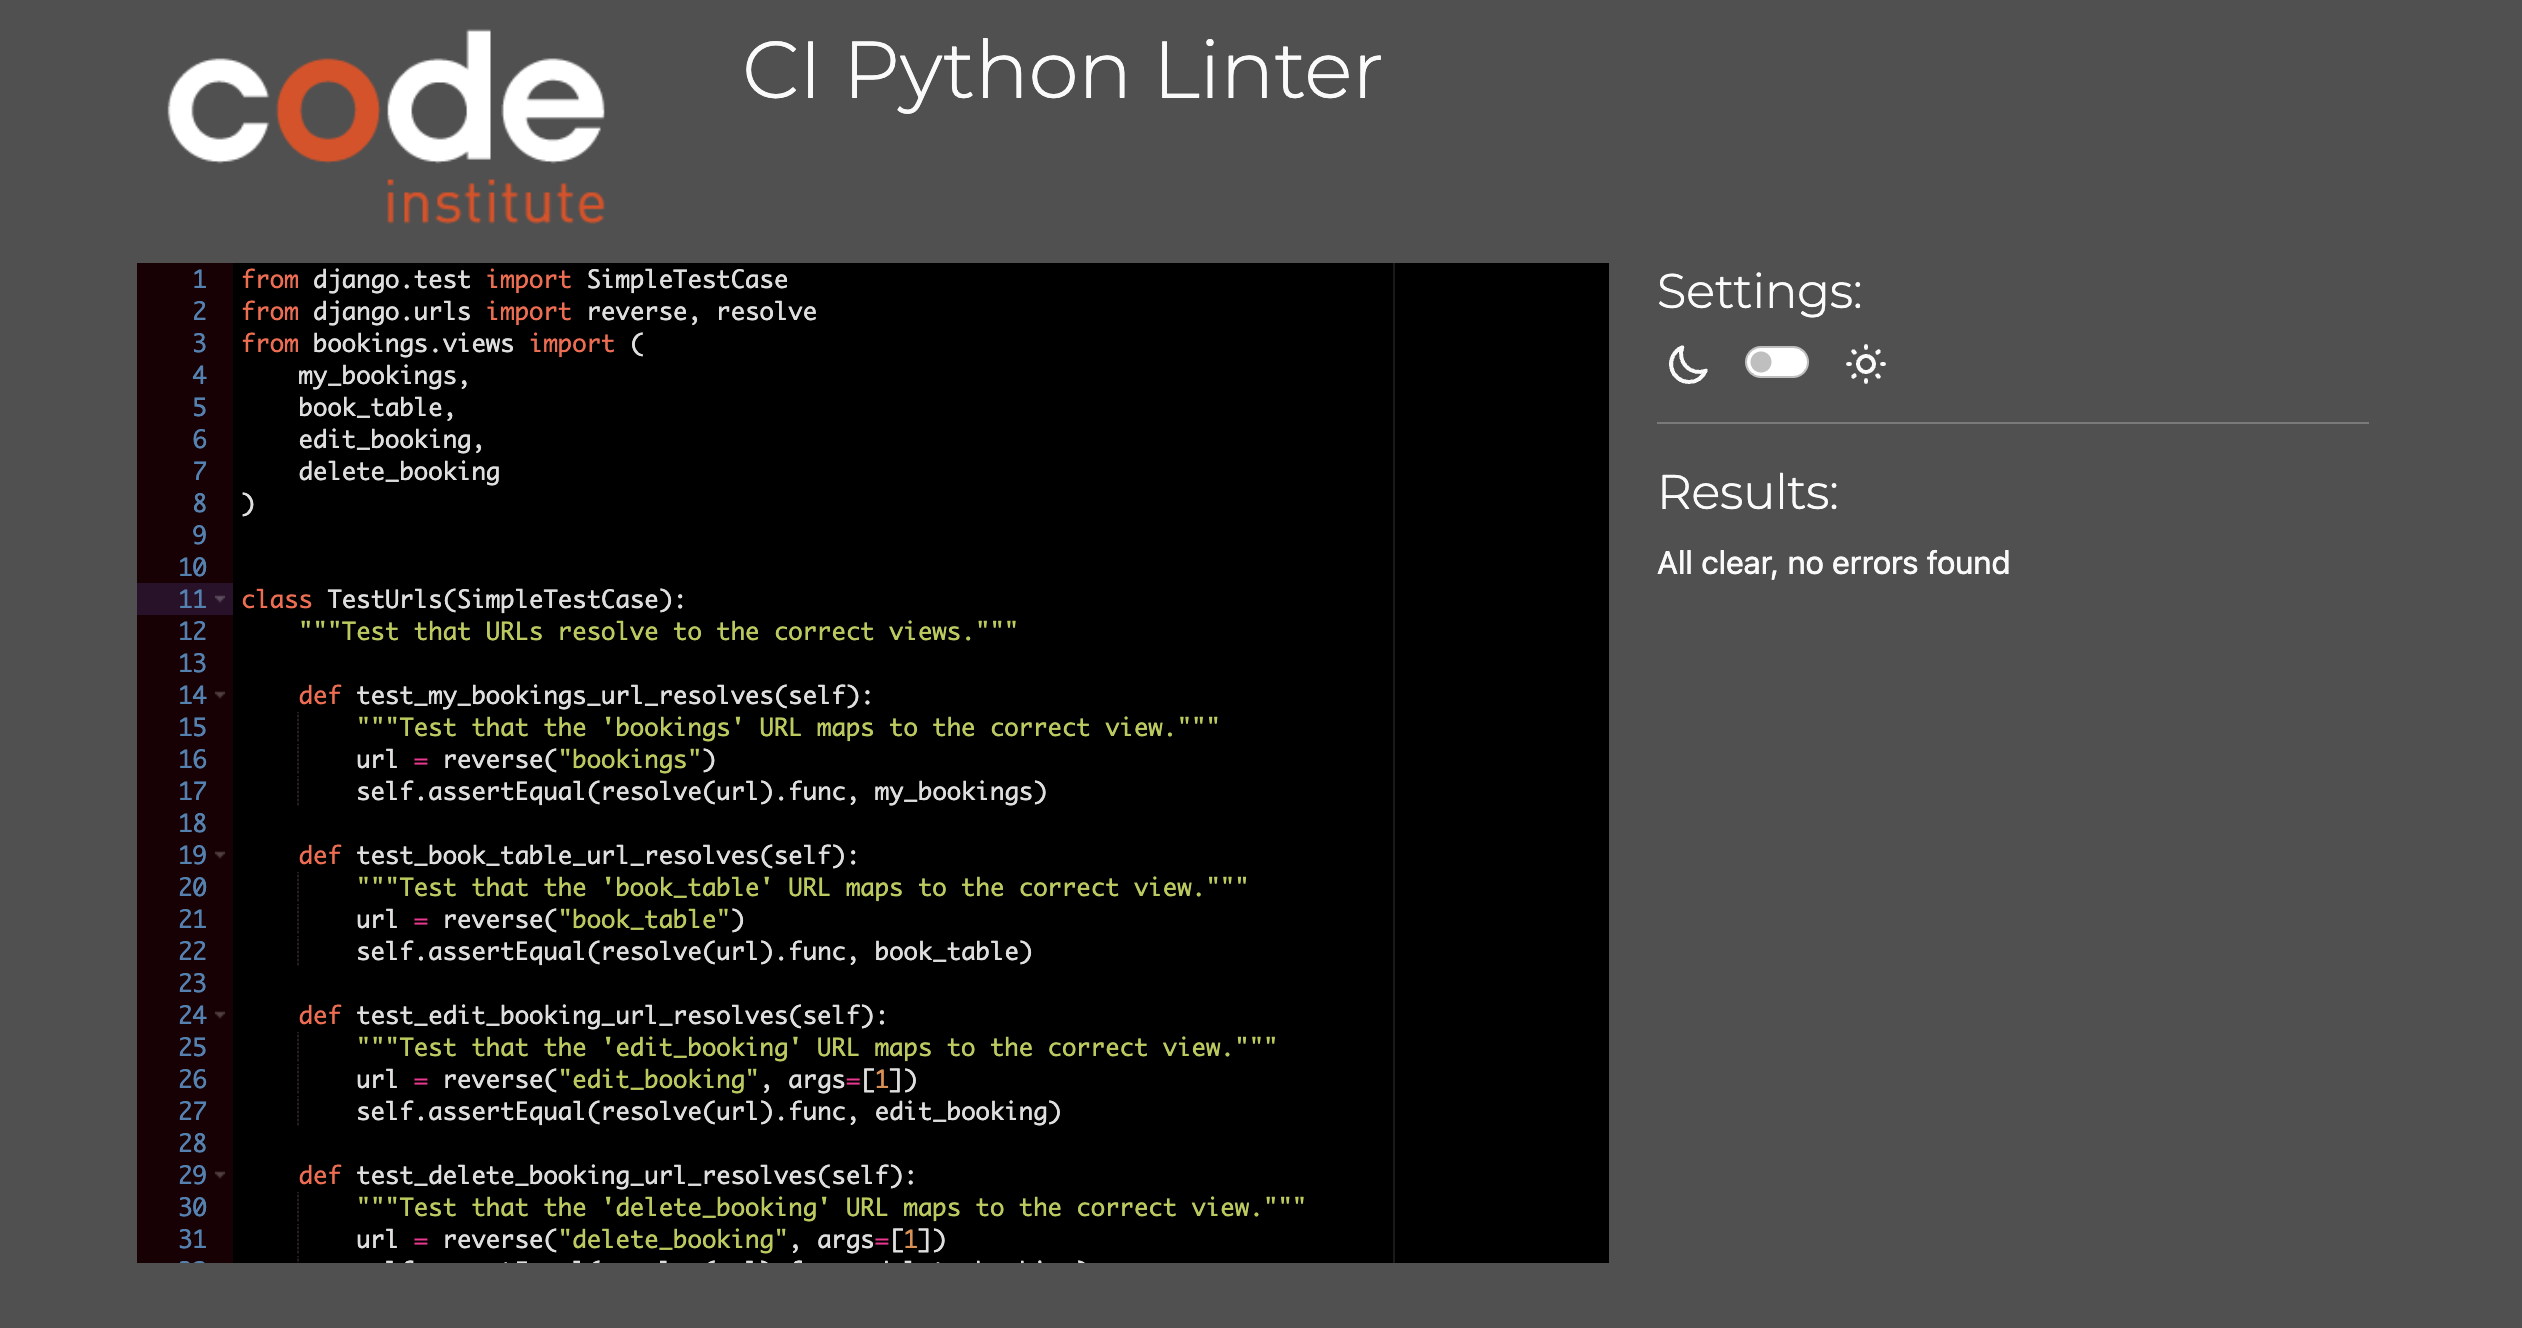 code
institute
CI Python Linter
1 from django.test import SimpleTestCase
2 from django.urls import reverse, resolve
3 from bookings.views import (
4     my_bookings,
5     book_table,
6     edit_booking,
7     delete_booking
8 )
9
10
11 class TestUrls(SimpleTestCase):
12     """Test that URLs resolve to the correct views."""
13
14     def test_my_bookings_url_resolves(self):
15         """Test that the 'bookings' URL maps to the correct view."""
16         url = reverse("bookings")
17         self.assertEqual(resolve(url).func, my_bookings)
18
19     def test_book_table_url_resolves(self):
20         """Test that the 'book_table' URL maps to the correct view."""
21         url = reverse("book_table")
22         self.assertEqual(resolve(url).func, book_table)
23
24     def test_edit_booking_url_resolves(self):
25         """Test that the 'edit_booking' URL maps to the correct view."""
26         url = reverse("edit_booking", args=[1])
27         self.assertEqual(resolve(url).func, edit_booking)
28
29     def test_delete_booking_url_resolves(self):
30         """Test that the 'delete_booking' URL maps to the correct view."""
31         url = reverse("delete_booking", args=[1])
Settings:
Results:
All clear, no errors found